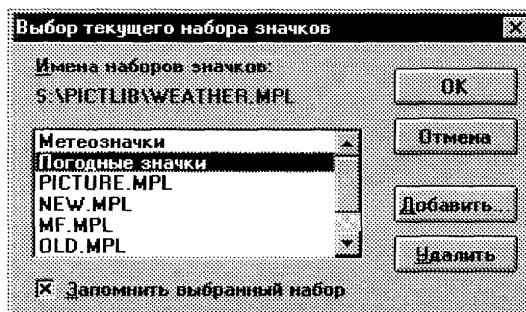 Выбор текущего набора значков
Имена наборов значков:
S:\PICTLIB\WEATHER.MPL
OK
Отмена
Метеозначки
Погодные значки
PICTURE.MPL
NEW.MPL
MF.MPL
OLD.MPL
Добавить...
Удалить
Запомнить выбранный набор